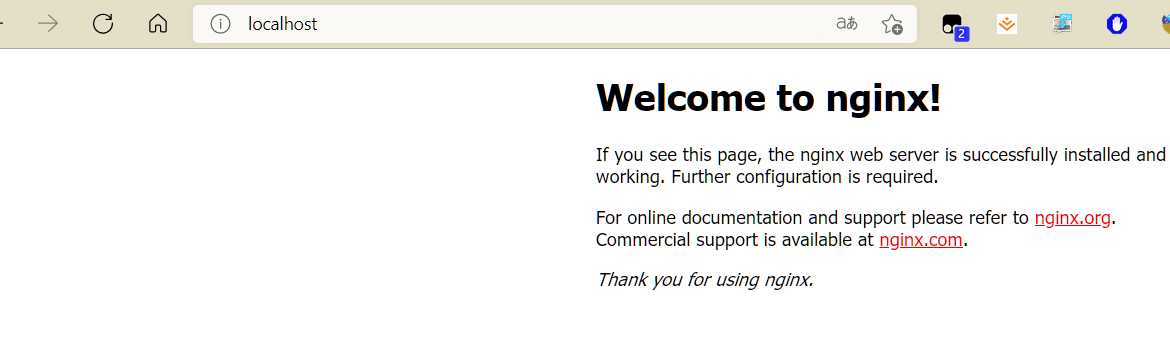 localhost
aあ
2
Welcome to nginx!
If you see this page, the nginx web server is successfully installed and
working. Further configuration is required.
For online documentation and support please refer to nginx.org.
Commercial support is available at nginx.com.
Thank you for using nginx.